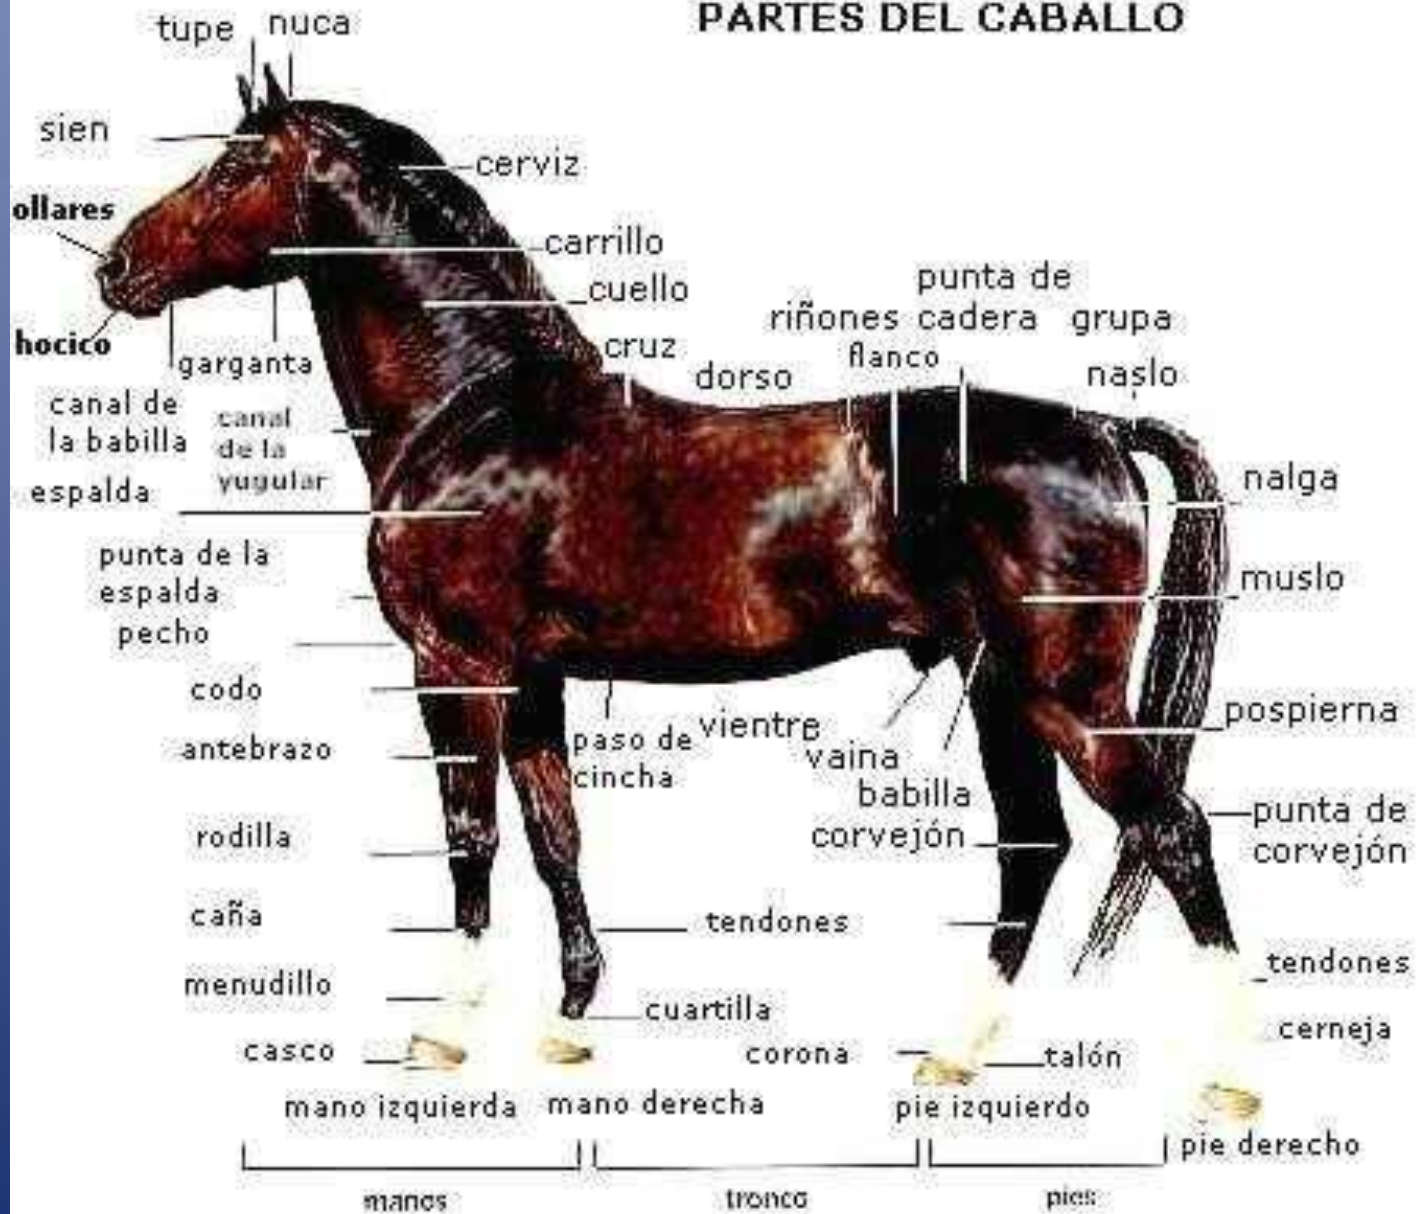 PARTES DEL CABALLO
tupe
nuca
sien
cerviz
ollares
carrillo
cuello
hocico
garganta
cruz
dorso
riñones
flanco
punta de
cadera
grupa
naslo
canal de
la babilla
canal
de la
yugular
espalda
nalga
punta de la
espalda
muslo
pecho
codo
antebrazo
paso de
cincha
vientre
vaina
babilla
corvejón
pospierna
punta de
corvejón
rodilla
caña
tendones
tendones
menudillo
cuartilla
cerneja
casco
corona
talón
mano izquierda
mano derecha
pie izquierdo
pie derecho
manos
tronco
pies